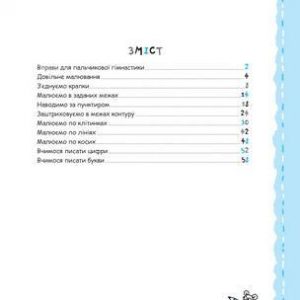 ЗМІСТ
Вправи для пальчикової гімнастики 2
Довільне малювання 4
З'єднуємо крапки 8
Малюємо в заданих межах 14
Наводимо за пунктиром 18
Заштриховуємо в межах контуру 24
Малюємо по клітинках 30
Малюємо по лініях 42
Малюємо по косих 48
Вчимося писати цифри 52
Вчимося писати букви 58